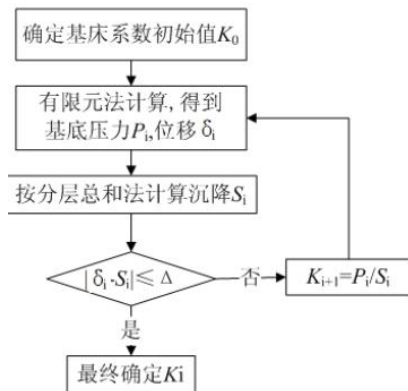 确定基床系数初始值K₀
有限元法计算, 得到
基底压力Pᵢ,位移δᵢ
按分层总和法计算沉降Sᵢ
|δᵢ-Sᵢ|≤Δ
否
Kᵢ₊₁=Pᵢ/Sᵢ
是
最终确定Ki